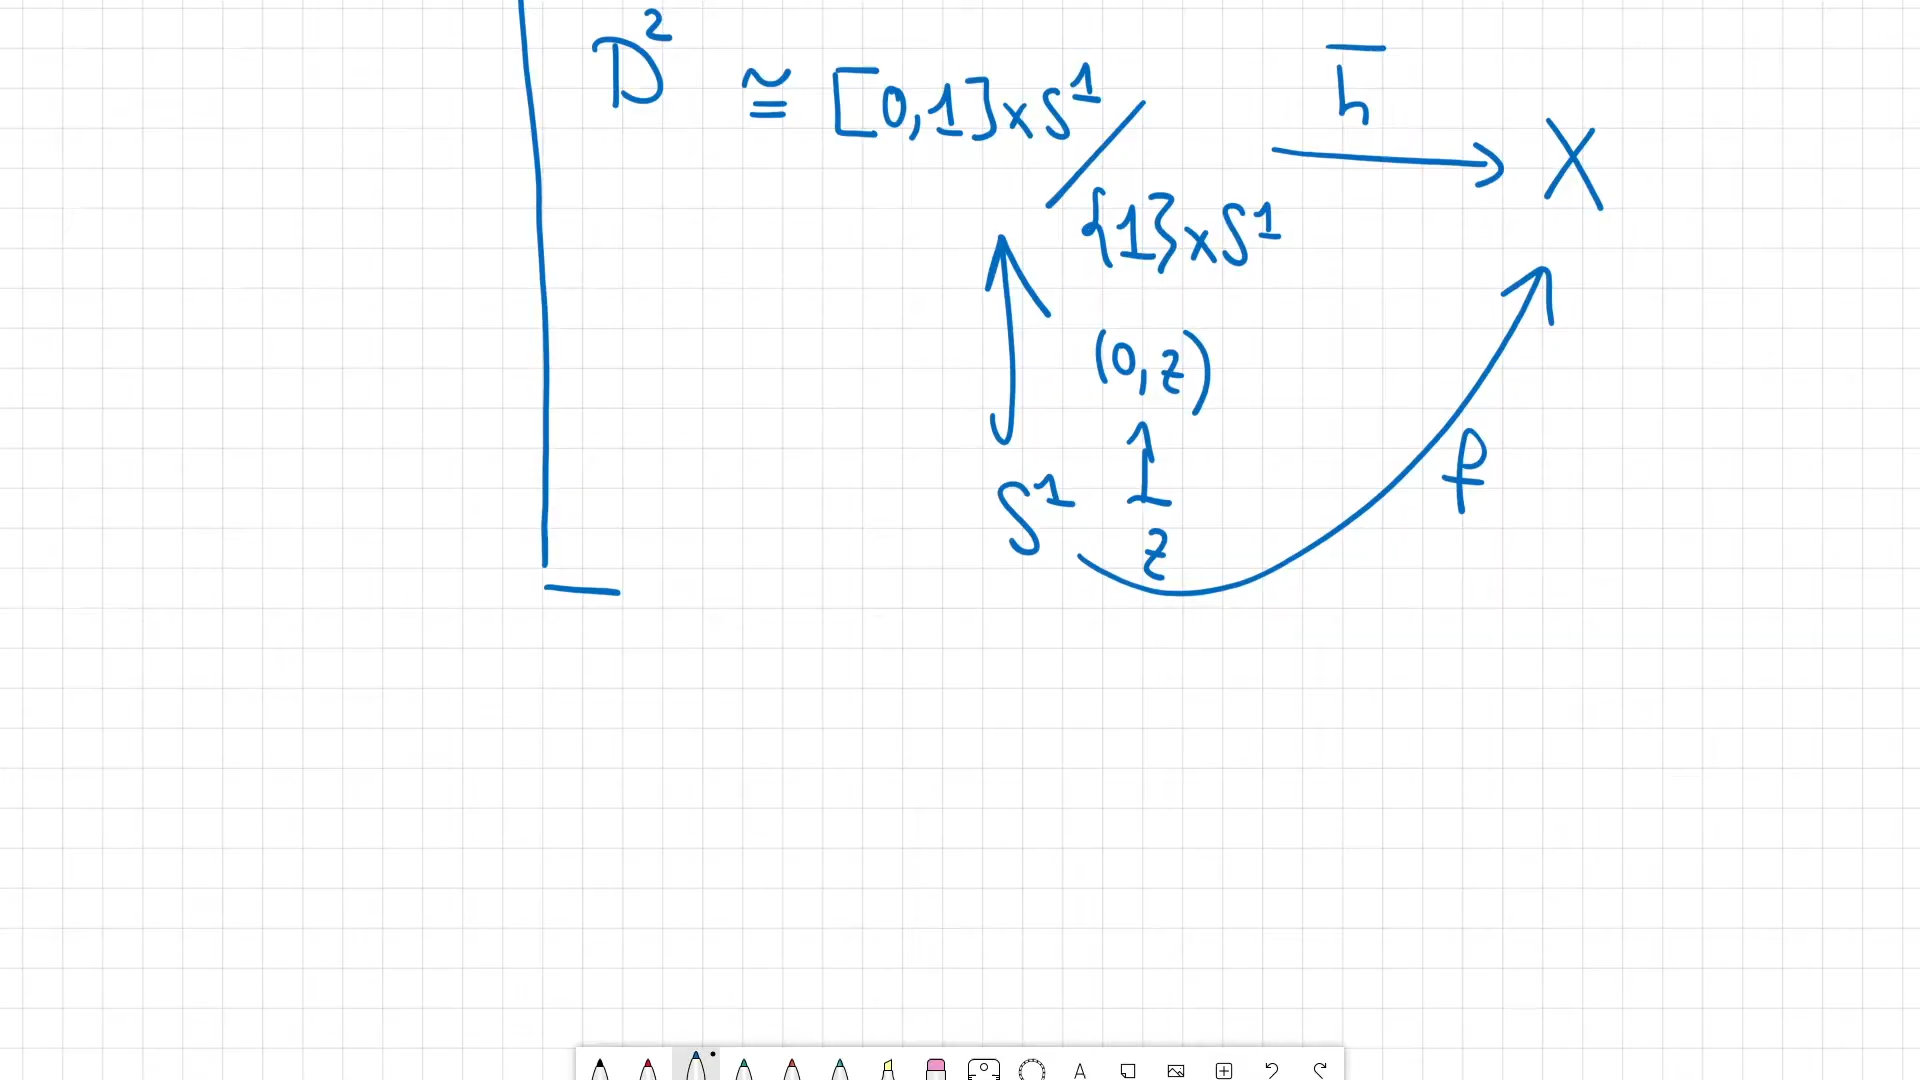 D² ≅ [0,1]×S¹ / {1}×S¹
h̄
X
(0,z)
S¹
z
f
A